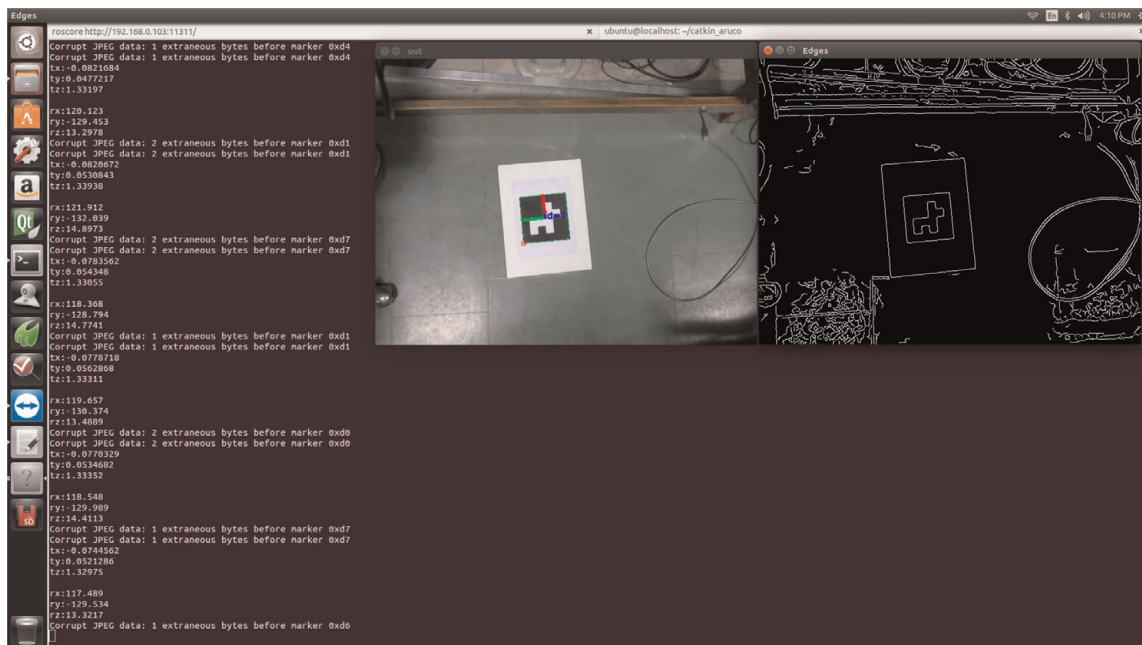 Edges
En
4:10 PM
roscore http://192.168.0.103:11311/
ubuntu@localhost: ~/catkin_aruco
Corrupt JPEG data: 1 extraneous bytes before marker 0xd4
Corrupt JPEG data: 1 extraneous bytes before marker 0xd4
tx:-0.0821684
ty:0.0477217
tz:1.33197
rx:120.123
ry:-129.453
rz:13.2978
Corrupt JPEG data: 2 extraneous bytes before marker 0xd1
Corrupt JPEG data: 2 extraneous bytes before marker 0xd1
tx:-0.0820672
ty:0.0530843
tz:1.33938
rx:121.912
ry:-132.039
rz:14.8973
Corrupt JPEG data: 2 extraneous bytes before marker 0xd7
Corrupt JPEG data: 2 extraneous bytes before marker 0xd7
tx:-0.0783562
ty:0.054348
tz:1.33055
rx:118.368
ry:-128.794
rz:14.7741
Corrupt JPEG data: 1 extraneous bytes before marker 0xd1
Corrupt JPEG data: 1 extraneous bytes before marker 0xd1
tx:-0.0778718
ty:0.0562868
tz:1.33311
rx:119.657
ry:-130.374
rz:13.4889
Corrupt JPEG data: 2 extraneous bytes before marker 0xd0
Corrupt JPEG data: 2 extraneous bytes before marker 0xd0
tx:-0.0770329
ty:0.0534682
tz:1.33352
rx:118.548
ry:-129.989
rz:14.4113
Corrupt JPEG data: 1 extraneous bytes before marker 0xd7
Corrupt JPEG data: 1 extraneous bytes before marker 0xd7
tx:-0.0744562
ty:0.0521286
tz:1.32975
rx:117.489
ry:-129.534
rz:13.3217
Corrupt JPEG data: 1 extraneous bytes before marker 0xd6
out
Edges
a
Qt
SD